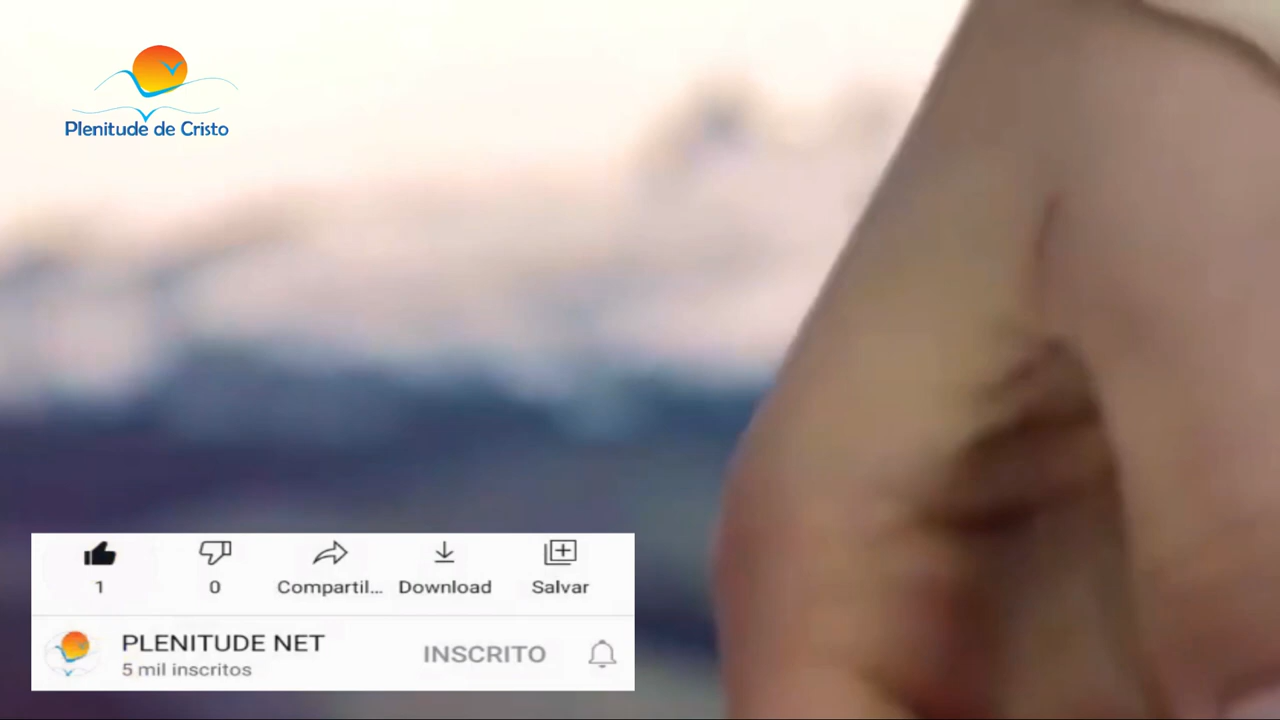 Plenitude de Cristo
1
0
Compartil...
Download
Salvar
PLENITUDE NET
INSCRITO
5 mil inscritos